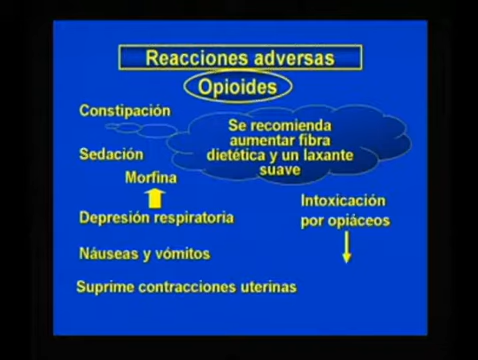 Reacciones adversas
Opioides
Constipación
Se recomienda
aumentar fibra
dietética y un laxante
suave
Sedación
Morfina
Depresión respiratoria
Intoxicación
por opiáceos
Náuseas y vómitos
Suprime contracciones uterinas